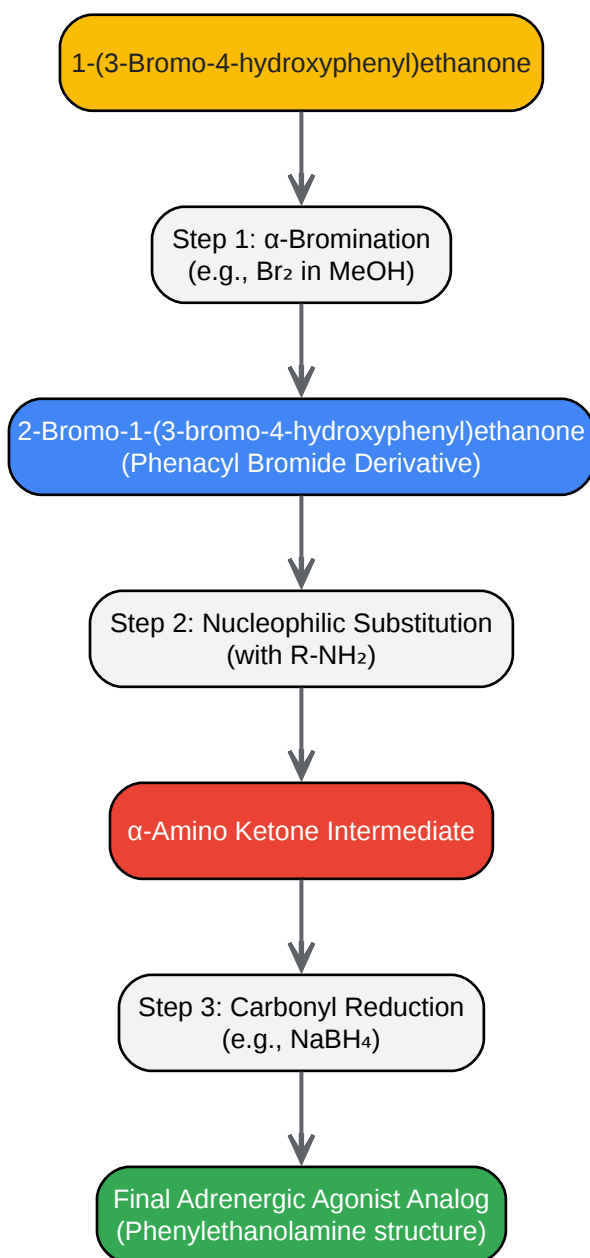 1-(3-Bromo-4-hydroxyphenyl)ethanone
Step 1: α-Bromination
(e.g., Br₂ in MeOH)
2-Bromo-1-(3-bromo-4-hydroxyphenyl)ethanone
(Phenacyl Bromide Derivative)
Step 2: Nucleophilic Substitution
(with R-NH₂)
α-Amino Ketone Intermediate
Step 3: Carbonyl Reduction
(e.g., NaBH₄)
Final Adrenergic Agonist Analog
(Phenylethanolamine structure)